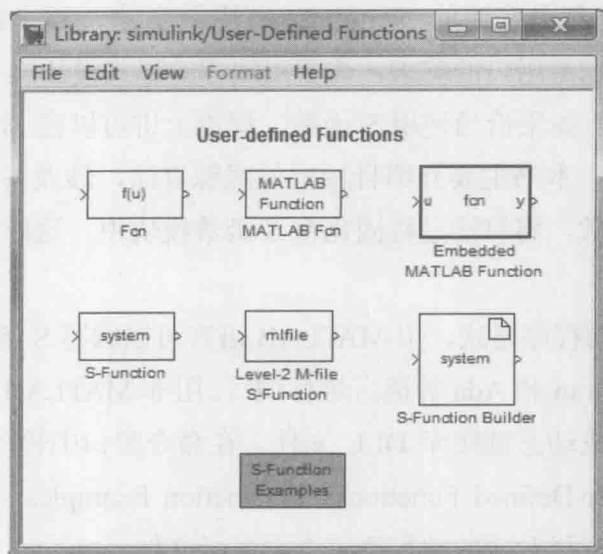 Library: simulink/User-Defined Functions
File Edit View Format Help
User-defined Functions
f(u)
Fcn
MATLAB
Function
MATLAB Fcn
u fcn y
Embedded
MATLAB Function
system
S-Function
mlfile
Level-2 M-file
S-Function
system
S-Function Builder
S-Function
Examples